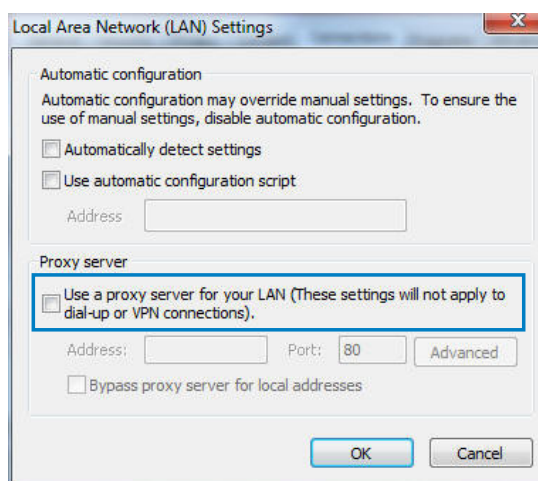 Local Area Network (LAN) Settings
Automatic configuration
Automatic configuration may override manual settings. To ensure the
use of manual settings, disable automatic configuration.
Automatically detect settings
Use automatic configuration script
Address
Proxy server
Use a proxy server for your LAN (These settings will not apply to
dial-up or VPN connections).
Address:
Port: 80
Advanced
Bypass proxy server for local addresses
OK
Cancel